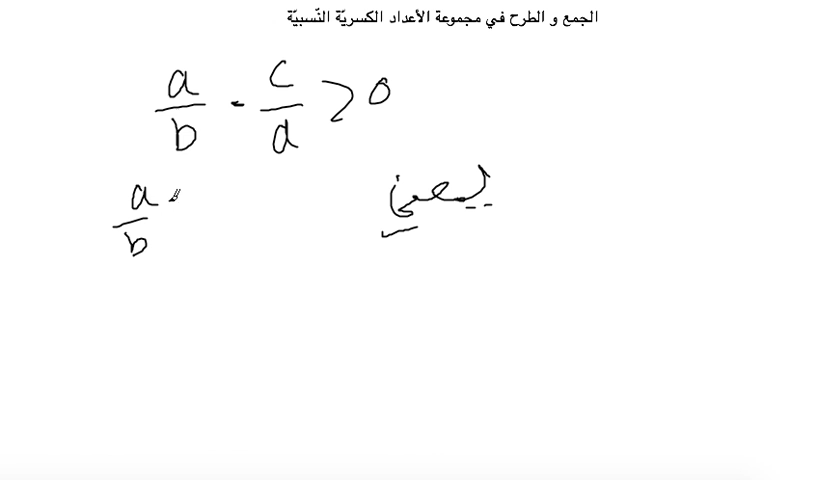 الجمع و الطرح في مجموعة الأعداد الكسريّة النّسبيّة
a/b - c/d > 0
يعني
a/b